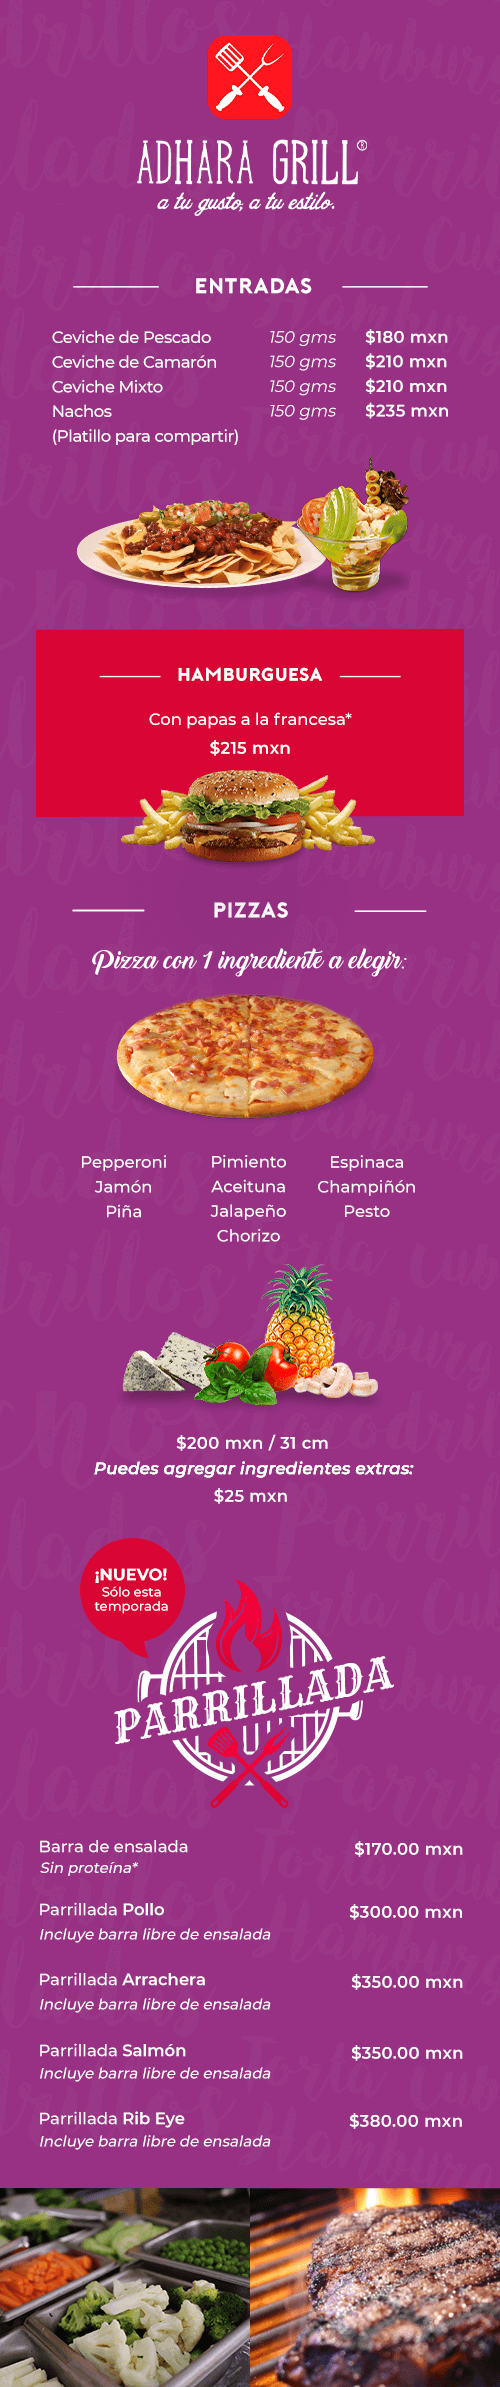 ADHARA GRILL®
a tu gusto, a tu estilo.
ENTRADAS
Ceviche de Pescado 150 gms $180 mxn
Ceviche de Camarón 150 gms $210 mxn
Ceviche Mixto 150 gms $210 mxn
Nachos 150 gms $235 mxn
(Platillo para compartir)
HAMBURGUESA
Con papas a la francesa*
$215 mxn
PIZZAS
Pizza con 1 ingrediente a elegir:
Pepperoni Pimiento Espinaca
Jamón Aceituna Champiñón
Piña Jalapeño Pesto
Chorizo
$200 mxn / 31 cm
Puedes agregar ingredientes extras:
$25 mxn
¡NUEVO!
Sólo esta
temporada
PARRILLADA
Barra de ensalada $170.00 mxn
Sin proteína*
Parrillada Pollo $300.00 mxn
Incluye barra libre de ensalada
Parrillada Arrachera $350.00 mxn
Incluye barra libre de ensalada
Parrillada Salmón $350.00 mxn
Incluye barra libre de ensalada
Parrillada Rib Eye $380.00 mxn
Incluye barra libre de ensalada